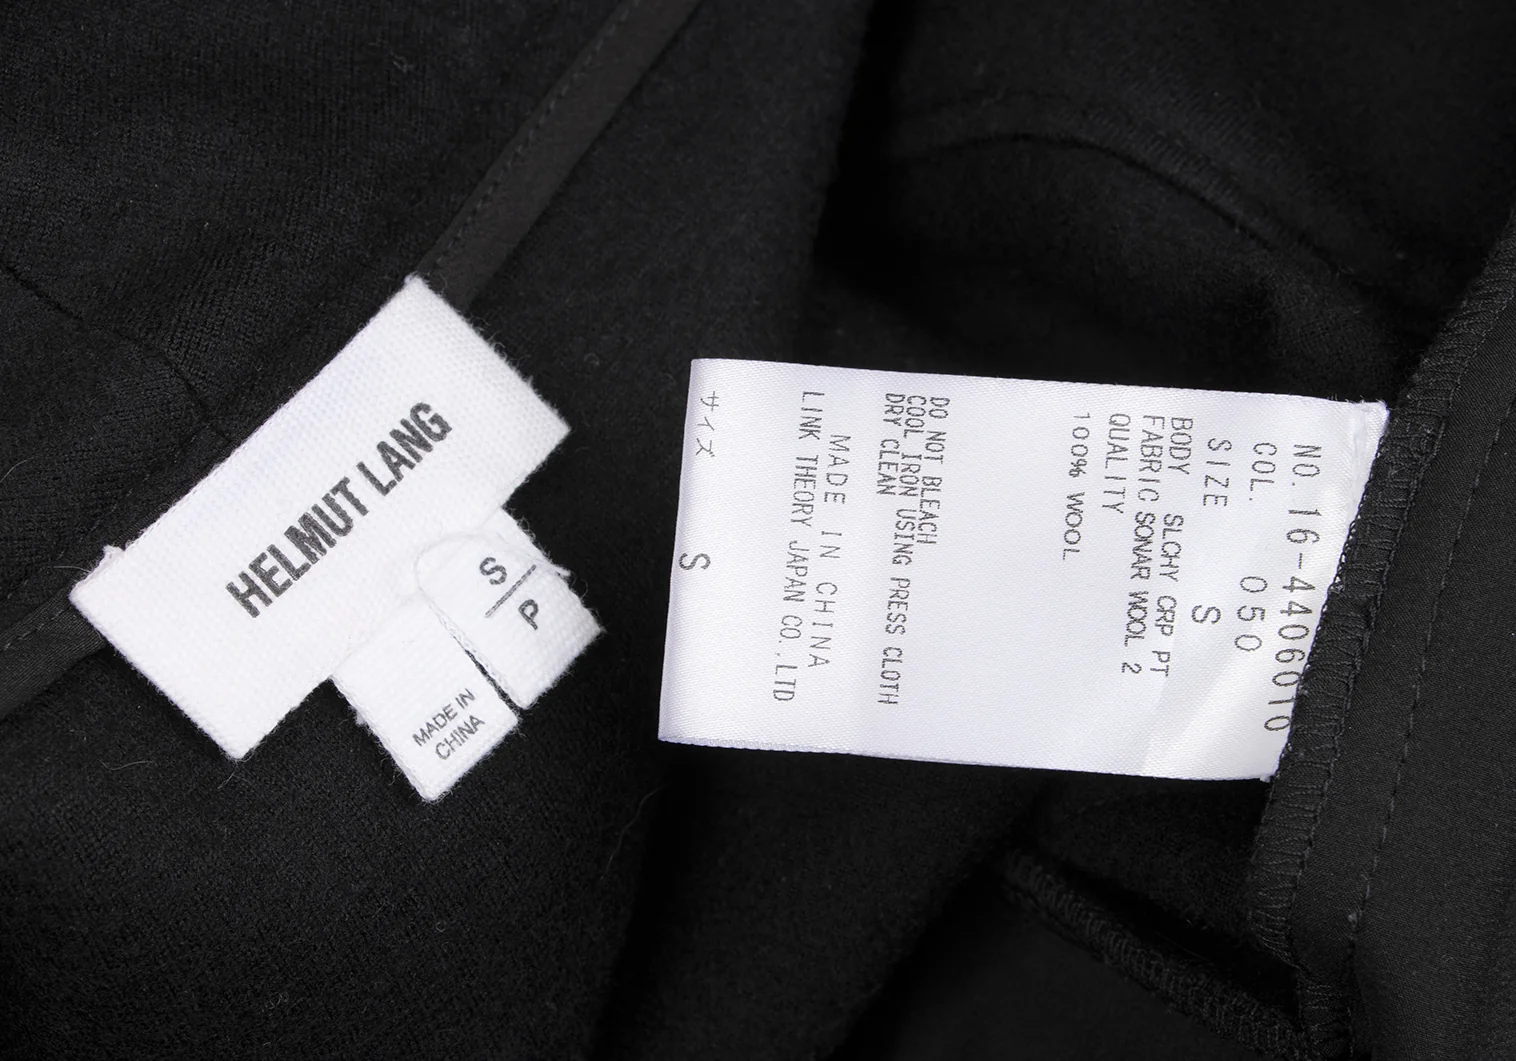 HELMUT LANG
S
P
MADE IN
CHINA
NO. 16-4406010
COL. 050
SIZE S
BODY SLCHY CRP PT
FABRIC SONAR WOOL 2
QUALITY
100% WOOL
DO NOT BLEACH
COOL IRON USING PRESS CLOTH
DRY CLEAN
MADE IN CHINA
LINK THEORY JAPAN CO.,LTD
サイズ S